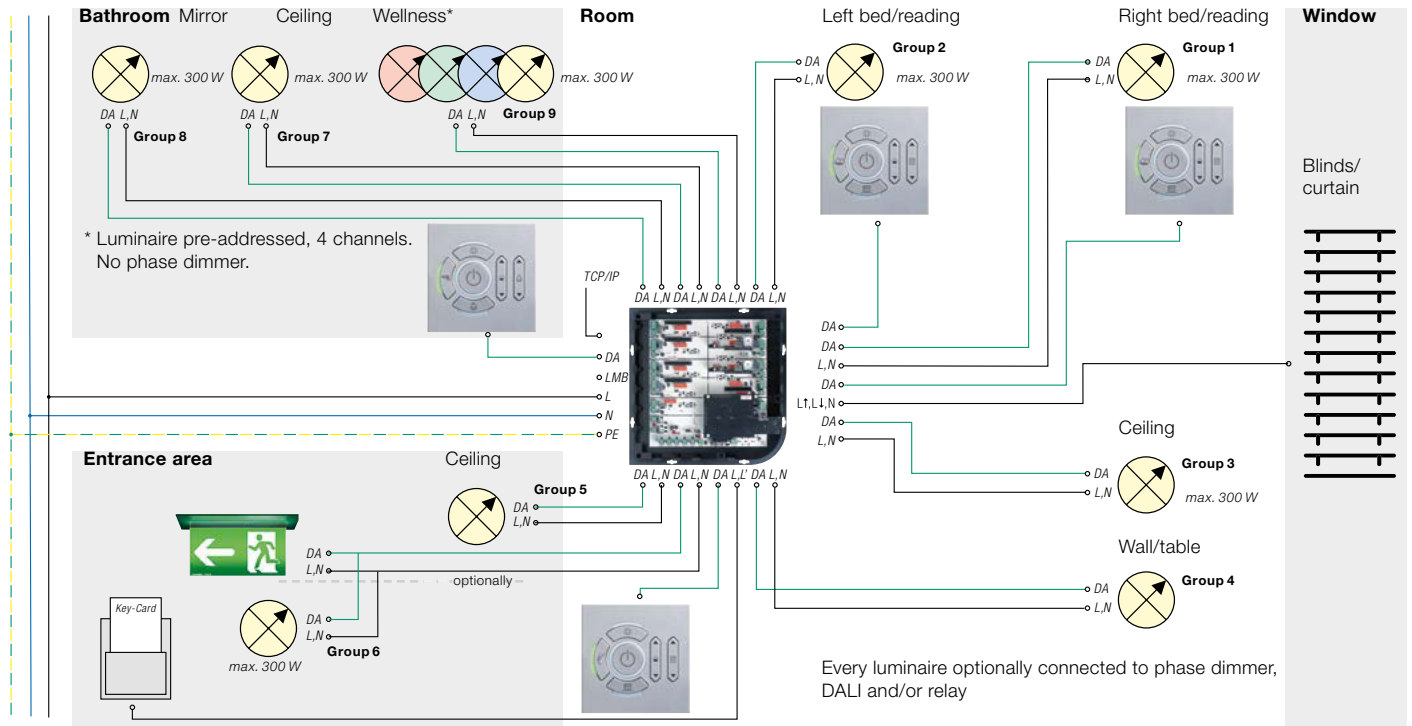 Bathroom Mirror Ceiling Wellness*
max. 300 W max. 300 W max. 300 W
DA L,N Group 8
DA L,N Group 7
DA L,N Group 9
* Luminaire pre-addressed, 4 channels.
No phase dimmer.
Room
Left bed/reading
DA Group 2
L,N max. 300 W
Right bed/reading
DA Group 1
L,N max. 300 W
Window
Blinds/
curtain
TCP/IP
DA L,N DA L,N DA L,N DA L,N
DA
LMB
L
N
PE
DA
DA
L,N
DA
L↑,L↓,N
DA
L,N
DA L,N DA L,N DA L,L' DA L,N
Ceiling
DA Group 3
L,N max. 300 W
Wall/table
DA Group 4
L,N
Entrance area
Ceiling
Group 5
DA
L,N
DA
L,N
optionally
Key-Card
DA
L,N
Group 6
max. 300 W
Every luminaire optionally connected to phase dimmer,
DALI and/or relay